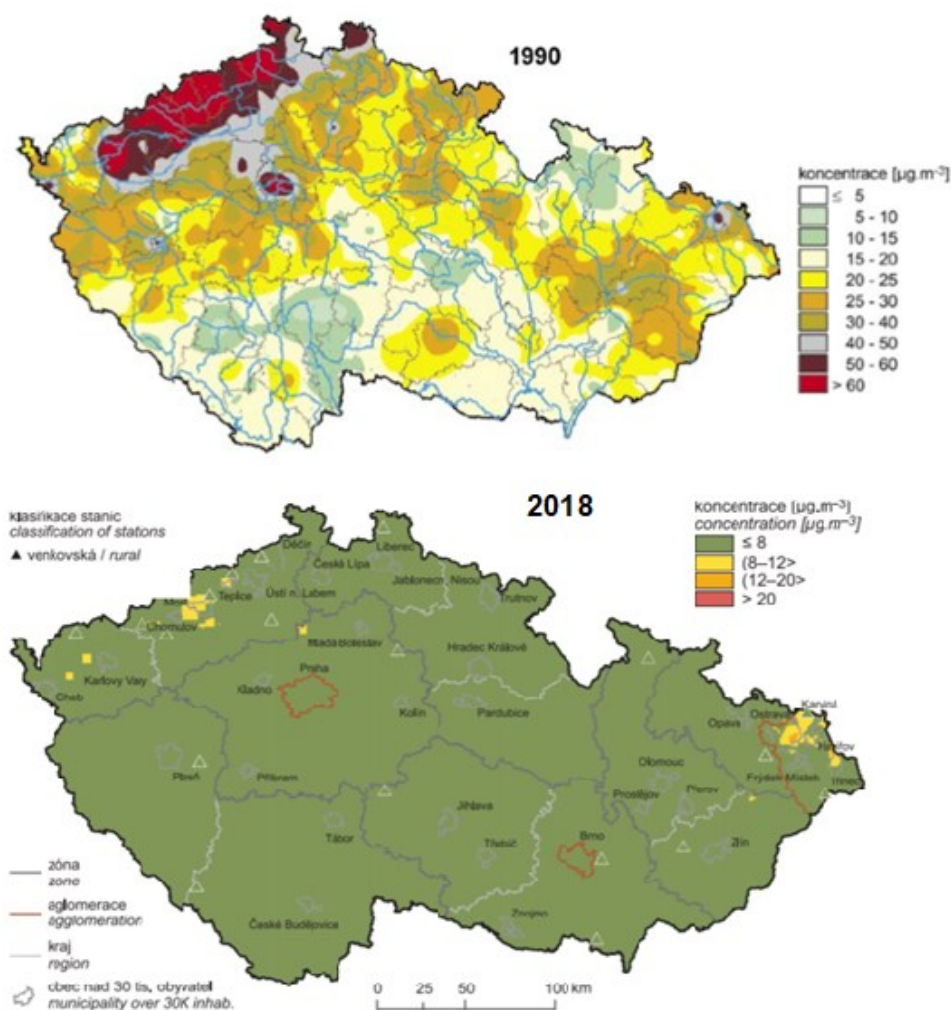 1990
koncentrace [µg.m⁻³]
≤ 5
5 - 10
10 - 15
15 - 20
20 - 25
25 - 30
30 - 40
40 - 50
50 - 60
> 60
2018
klasifikace stanic
classification of stations
venkovská / rural
koncentrace [µg.m⁻³)
concentration [µg.m⁻³]
≤ 8
(8–12>
(12–20>
> 20
Děčín
Liberec
Česká Lípa
Jablonec n. Nisou
Teplice
Ústí n. Labem
Trutnov
Most
Chomutov
Mladá Boleslav
Hradec Králové
Karlovy Vary
Praha
Cheb
Kladno
Kolín
Pardubice
Opava
Ostrava
Karviná
Havířov
Plzeň
Příbram
Olomouc
Frýdek-Místek
Třinec
Jihlava
Prostějov
Přerov
Tábor
Třebíč
Brno
Zlín
České Budějovice
Znojmo
zóna
zone
aglomerace
agglomeration
kraj
region
obec nad 30 tis. obyvatel
municipality over 30K inhab.
0 25 50 100 km